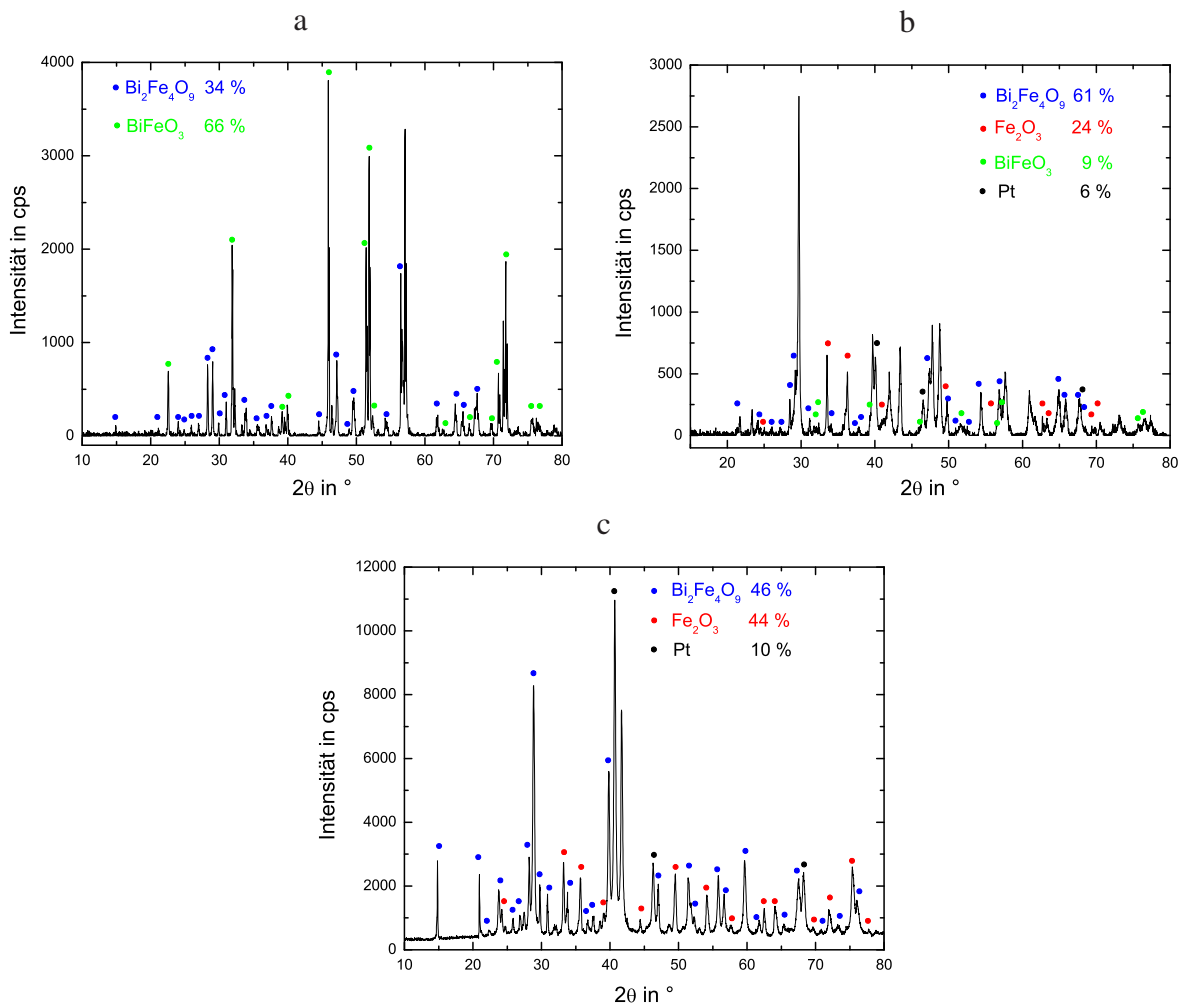 a
4000
3000
2000
1000
0
Intensität in cps
Bi₂Fe₄O₉ 34 %
BiFeO₃ 66 %
10 20 30 40 50 60 70 80
2θ in °
b
3000
2500
2000
1500
1000
500
0
Intensität in cps
Bi₂Fe₄O₉ 61 %
Fe₂O₃ 24 %
BiFeO₃ 9 %
Pt 6 %
20 30 40 50 60 70 80
2θ in °
c
12000
10000
8000
6000
4000
2000
0
Intensität in cps
Bi₂Fe₄O₉ 46 %
Fe₂O₃ 44 %
Pt 10 %
10 20 30 40 50 60 70 80
2θ in °